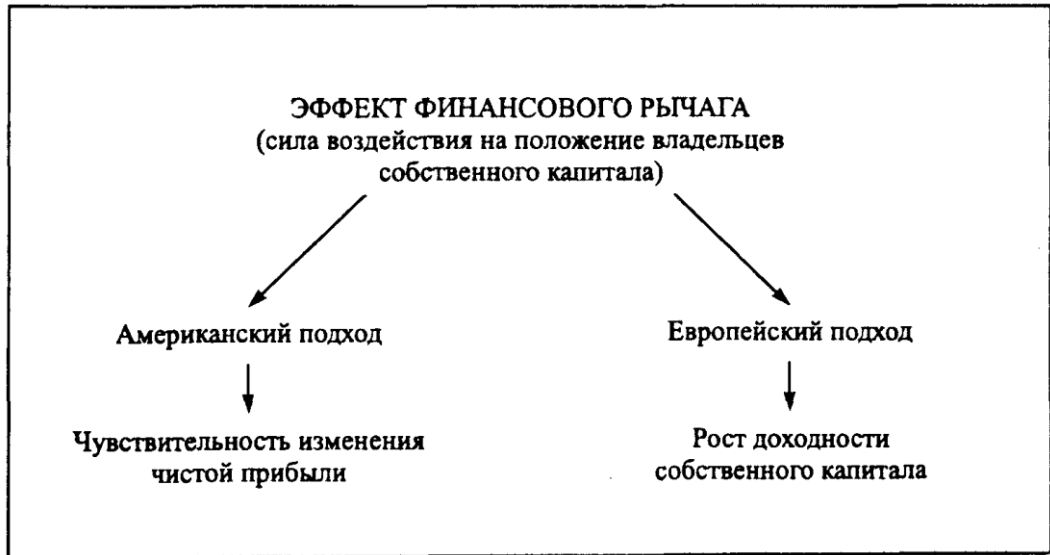 ЭФФЕКТ ФИНАНСОВОГО РЫЧАГА
(сила воздействия на положение владельцев
собственного капитала)
Американский подход
Европейский подход
Чувствительность изменения
чистой прибыли
Рост доходности
собственного капитала